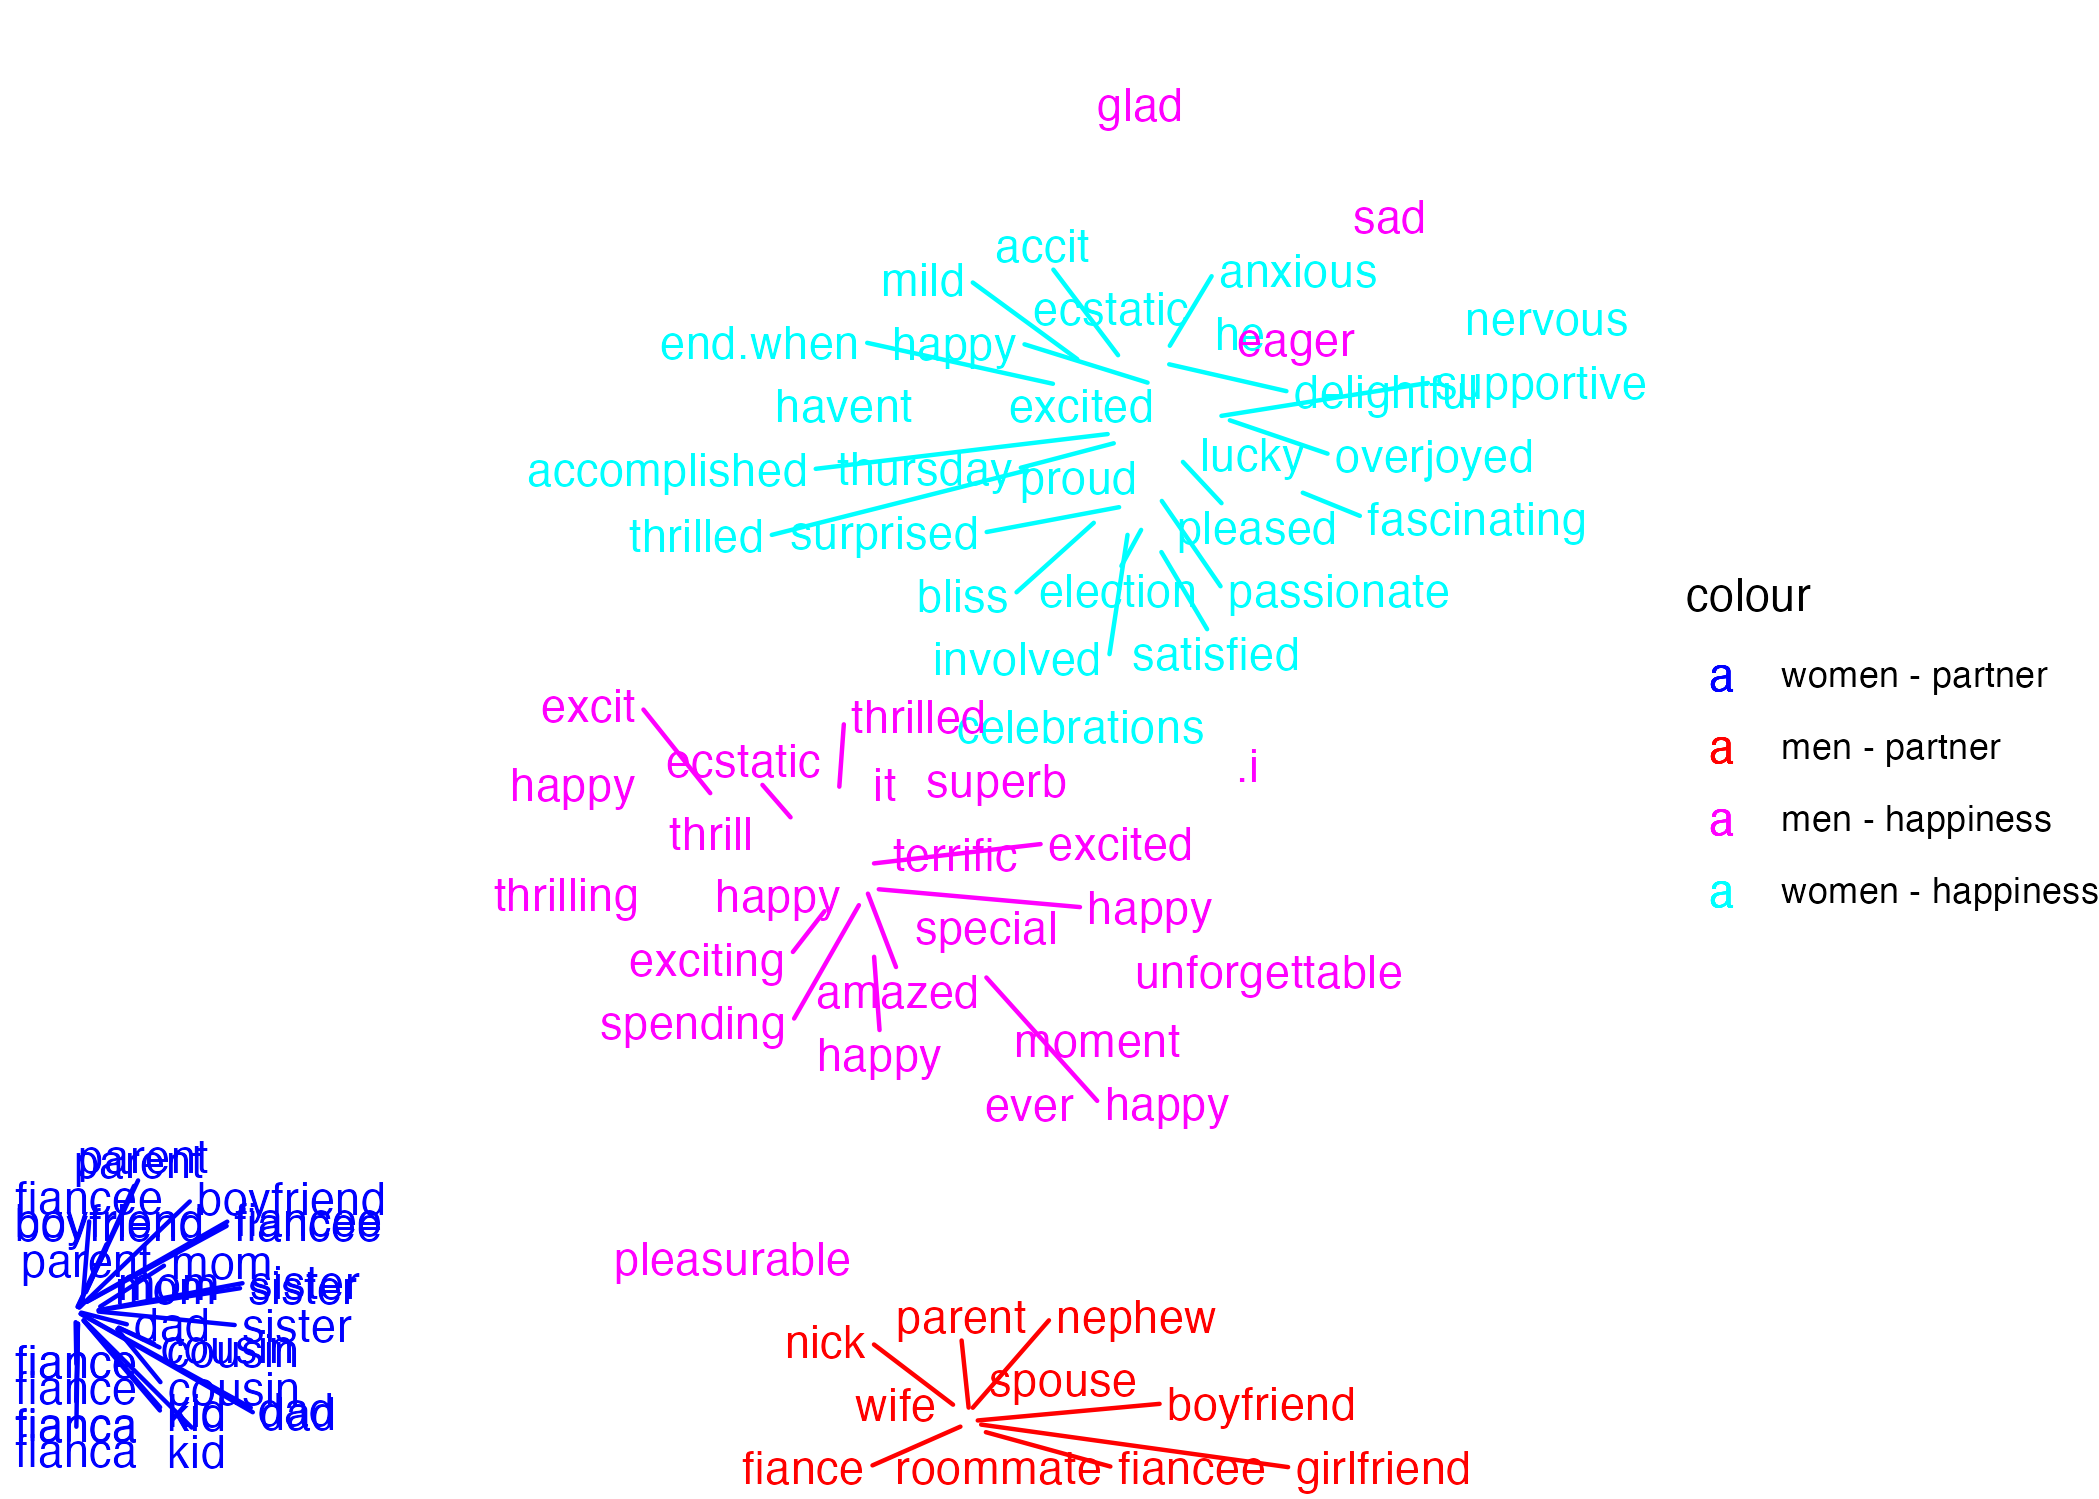 glad
sad
accit
anxious
mild
ecstatic
nervous
he
eager
end.when
happy
delightful
supportive
havent
excited
lucky
overjoyed
accomplished
thursday
proud
fascinating
thrilled
surprised
pleased
bliss
election
passionate
involved
satisfied
excit
thrilled
celebrations
ecstatic
.i
happy
it
superb
thrill
terrific
excited
thrilling
happy
happy
special
exciting
unforgettable
amazed
spending
moment
happy
ever
happy
pleasurable
colour
a women - partner
a men - partner
a men - happiness
a women - happiness
parent
parent
fiancee
boyfriend
boyfriend
boyfriend
fiancee
fiancee
parent
mom
mom
mom
sister
sister
dad
sister
cousin
cousin
fiance
fiance
cousin
kid
kid
dad
dad
fianca
fianca
fianca
kid
parent
nephew
nick
spouse
wife
boyfriend
fiance
roommate
fiancee
girlfriend